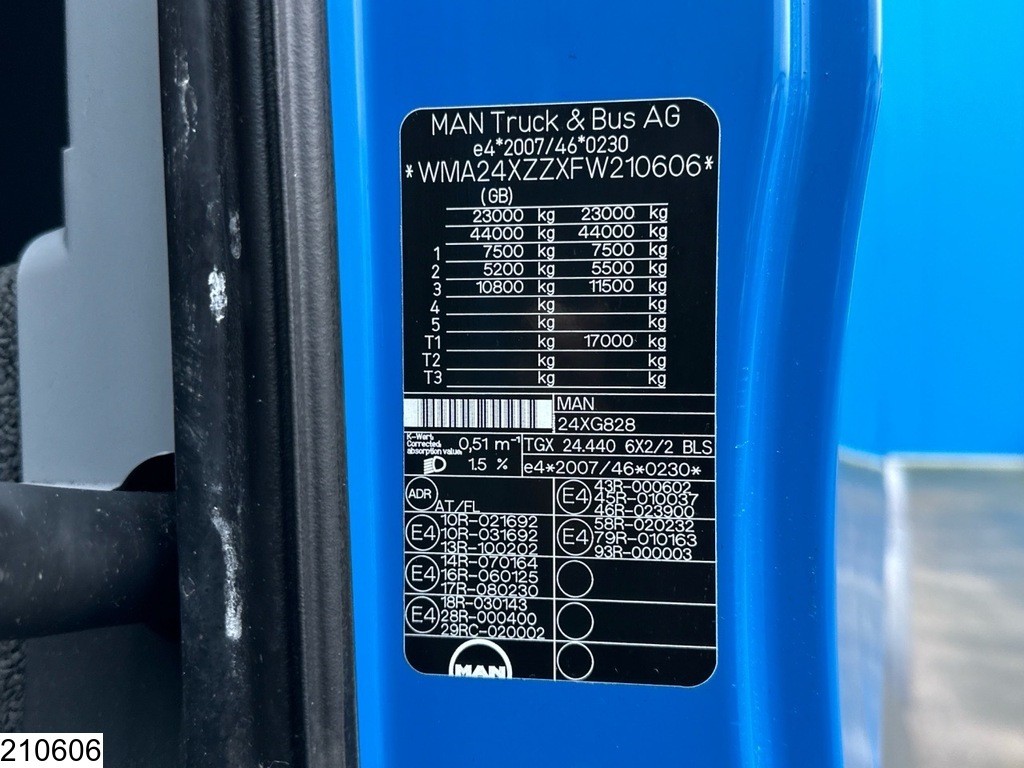 MAN Truck & Bus AG
e4*2007/46*0230
*WMA24XZZXFW210606*
(GB)
23000 kg 23000 kg
44000 kg 44000 kg
1 7500 kg 7500 kg
2 5200 kg 5500 kg
3 10800 kg 11500 kg
4 kg kg
5 kg kg
T1 kg 17000 kg
T2 kg kg
T3 kg kg
MAN
24XG828
K-Wert
Corrected
absorption value
0,51 m⁻¹
1.5 %
TGX 24.440 6X2/2 BLS
e4*2007/46*0230*
ADR AT/FL
E4
10R-021692
10R-031692
13R-100202
E4
14R-070164
16R-060125
17R-080230
E4
18R-030143
28R-000400
29RC-020002
E4
43R-000602
45R-010037
46R-023900
E4
58R-020232
79R-010163
93R-000003
MAN
210606